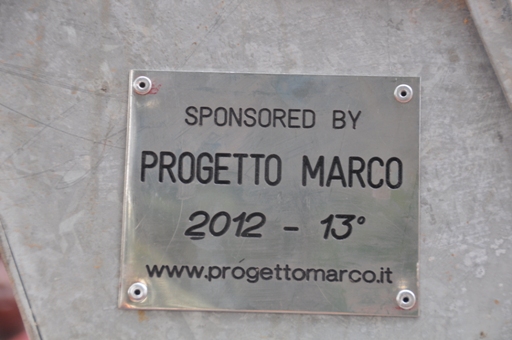 SPONSORED BY
PROGETTO MARCO
2012 - 13°
www.progettomarco.it